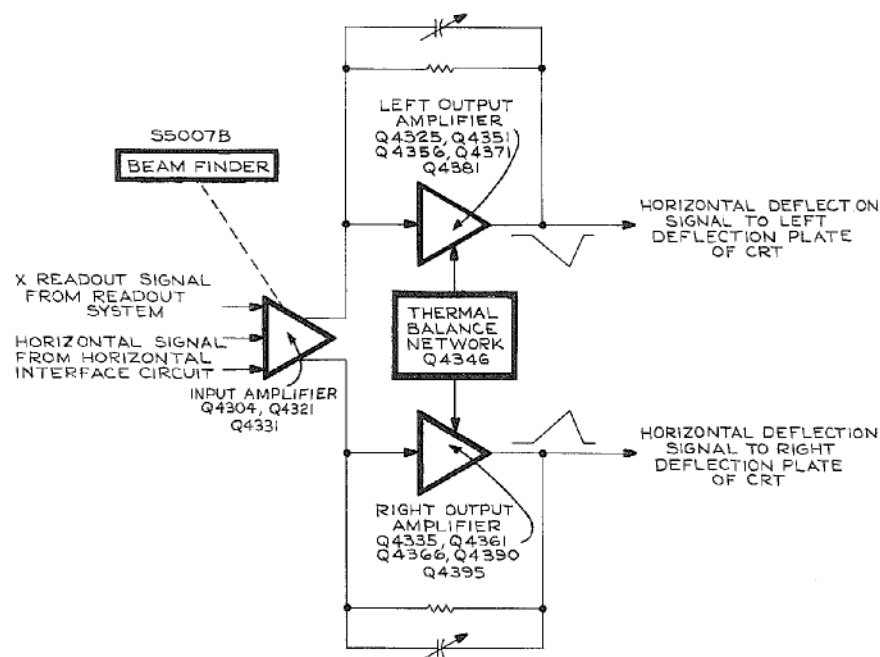 S5007B
BEAM FINDER
LEFT OUTPUT
AMPLIFIER
Q4325, Q4351
Q4356, Q4371
Q4381
HORIZONTAL DEFLECTION
SIGNAL TO LEFT
DEFLECTION PLATE
OF CRT
X READOUT SIGNAL
FROM READOUT
SYSTEM
HORIZONTAL SIGNAL
FROM HORIZONTAL
INTERFACE CIRCUIT
INPUT AMPLIFIER
Q4304, Q4321
Q4331
THERMAL
BALANCE
NETWORK
Q4346
HORIZONTAL DEFLECTION
SIGNAL TO RIGHT
DEFLECTION PLATE
OF CRT
RIGHT OUTPUT
AMPLIFIER
Q4335, Q4361
Q4366, Q4390
Q4395